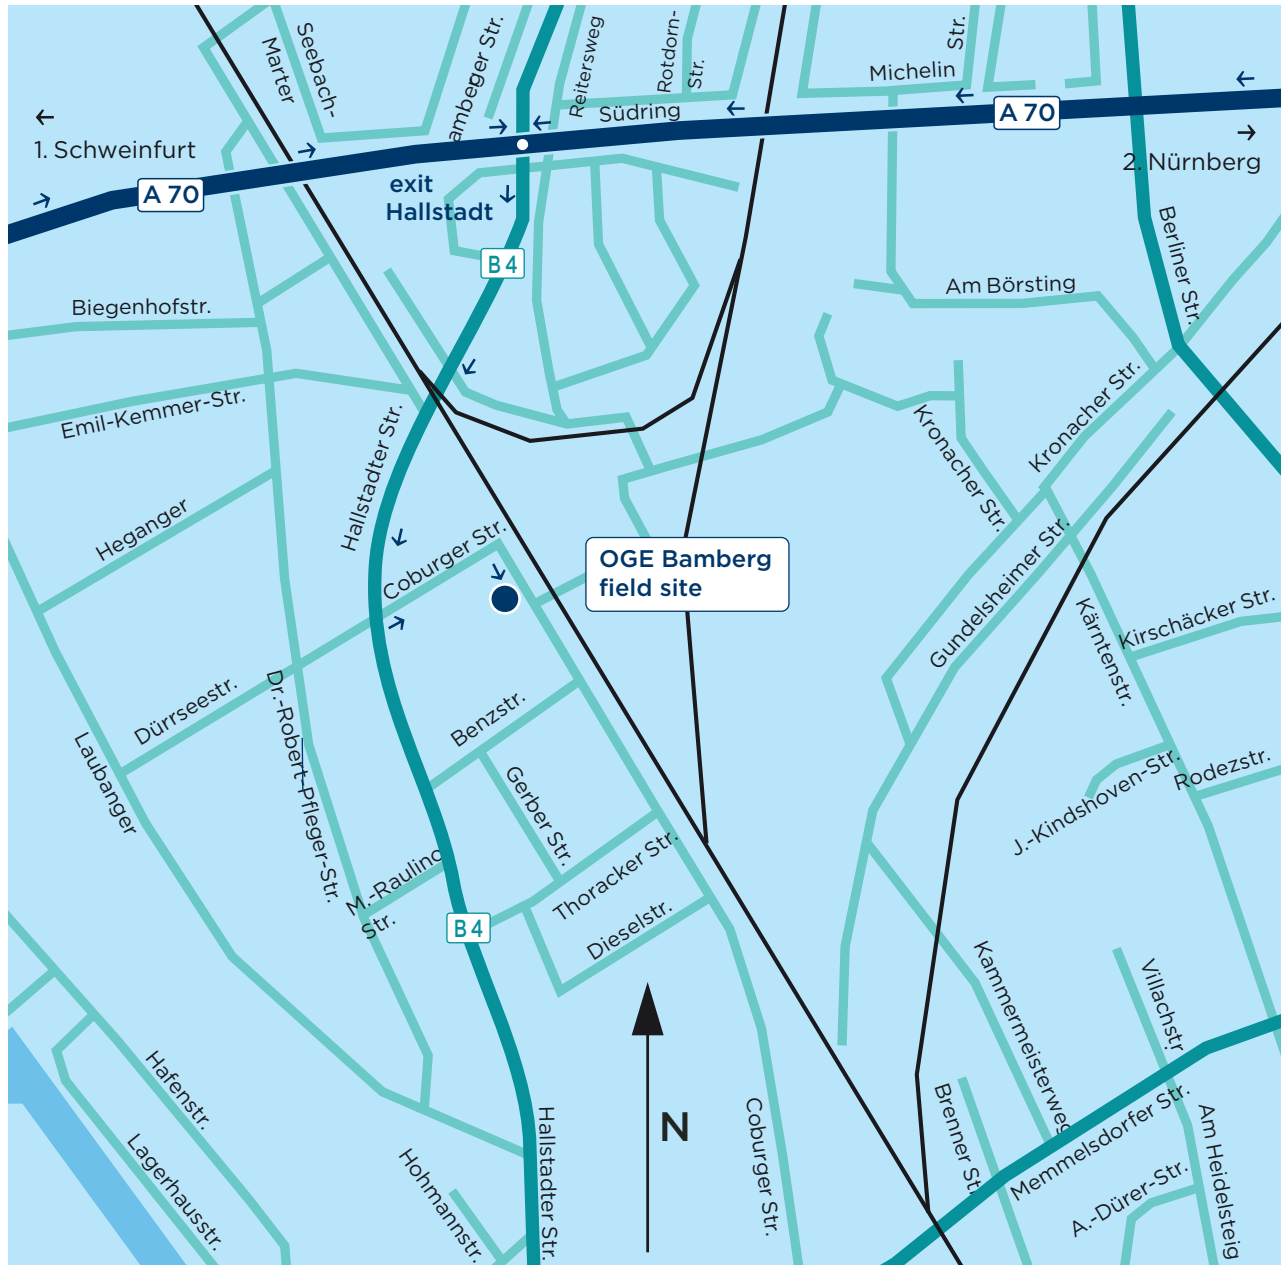 Seebach-
Marter
amberger Str.
Reitersweg
Rotdorn-
Str.
Str.
Michelin
Südring
A 70
1. Schweinfurt
2. Nürnberg
A 70
exit
Hallstadt
B 4
Berliner Str.
Biegenhofstr.
Am Börsting
Emil-Kemmer-Str.
Hallstadter Str.
Kronacher Str.
Kronacher Str.
Heganger
Coburger Str.
OGE Bamberg
field site
Gundelsheimer Str.
Kärntenstr.
Kirschäcker Str.
Dürrseestr.
Dr.-Robert-Pfleger-Str.
Benzstr.
Laubanger
Gerber Str.
J.-Kindshoven-Str.
Rodezstr.
M.-Raulino
Str.
Thoracker Str.
B 4
Dieselstr.
Kammermeisterweg
Villachstr
Hafenstr.
Lagerhausstr.
Hohmannstr.
Hallstadter Str.
N
Coburger Str.
Brenner Str.
Memmelsdorfer Str.
A.-Dürer-Str.
Am Heidelsteig